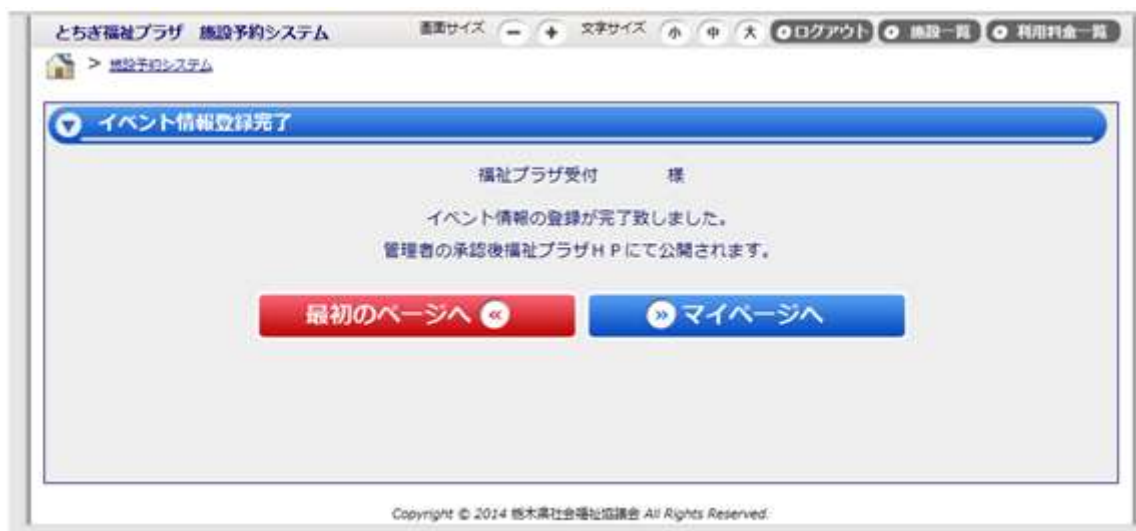 とちぎ福祉プラザ 施設予約システム 画面サイズ － ＋ 文字サイズ 小 中 大 ログアウト 施設一覧 利用料金一覧
> 施設予約システム
イベント情報登録完了
福祉プラザ受付 様
イベント情報の登録が完了致しました。
管理者の承認後福祉プラザＨＰにて公開されます。
最初のページへ « » マイページへ
Copyright © 2014 栃木県社会福祉協議会 All Rights Reserved.